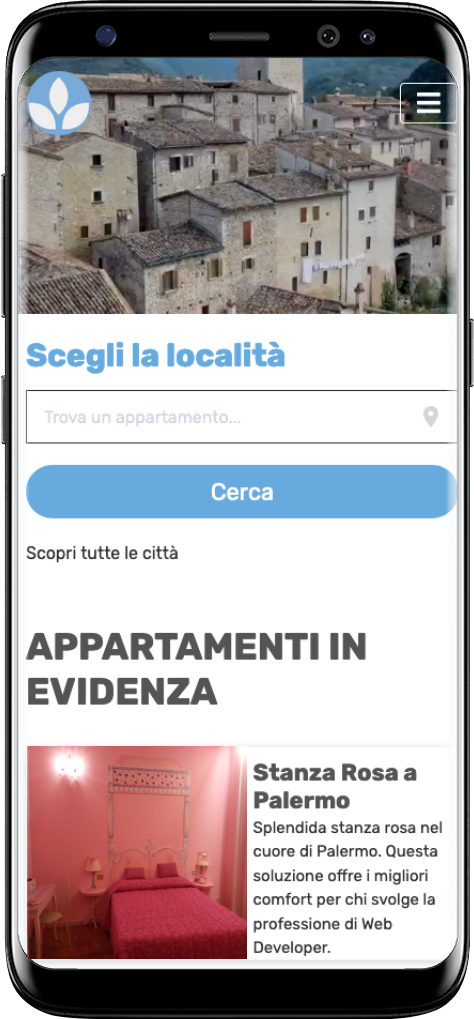 Scegli la località
Trova un appartamento...
Cerca
Scopri tutte le città
APPARTAMENTI IN
EVIDENZA
Stanza Rosa a
Palermo
Splendida stanza rosa nel
cuore di Palermo. Questa
soluzione offre i migliori
comfort per chi svolge la
professione di Web
Developer.